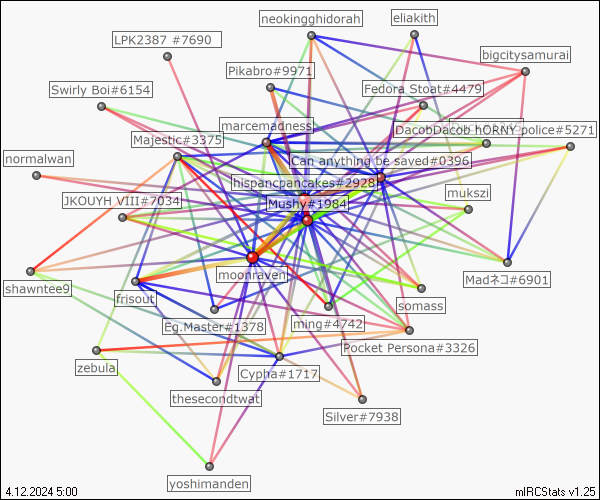 neokingghidorah
eliakith
LPK2387 #7690
bigcitysamurai
Pikabro#9971
Fedora Stoat#4479
Swirly Boi#6154
marcemadness
DacobDacob hORNY police#5271
Majestic#3375
normalwan
Can anything be saved#0396
hispancpancakes#2928
mukszi
JKOUYH VIII#7034
Mushy#1984
moonraven
Madネコ#6901
shawntee9
frisout
somass
Eg.Master#1378
ming#4742
Pocket Persona#3326
zebula
Cypha#1717
thesecondtwat
Silver#7938
yoshimanden
4.12.2024 5:00
mIRCStats v1.25